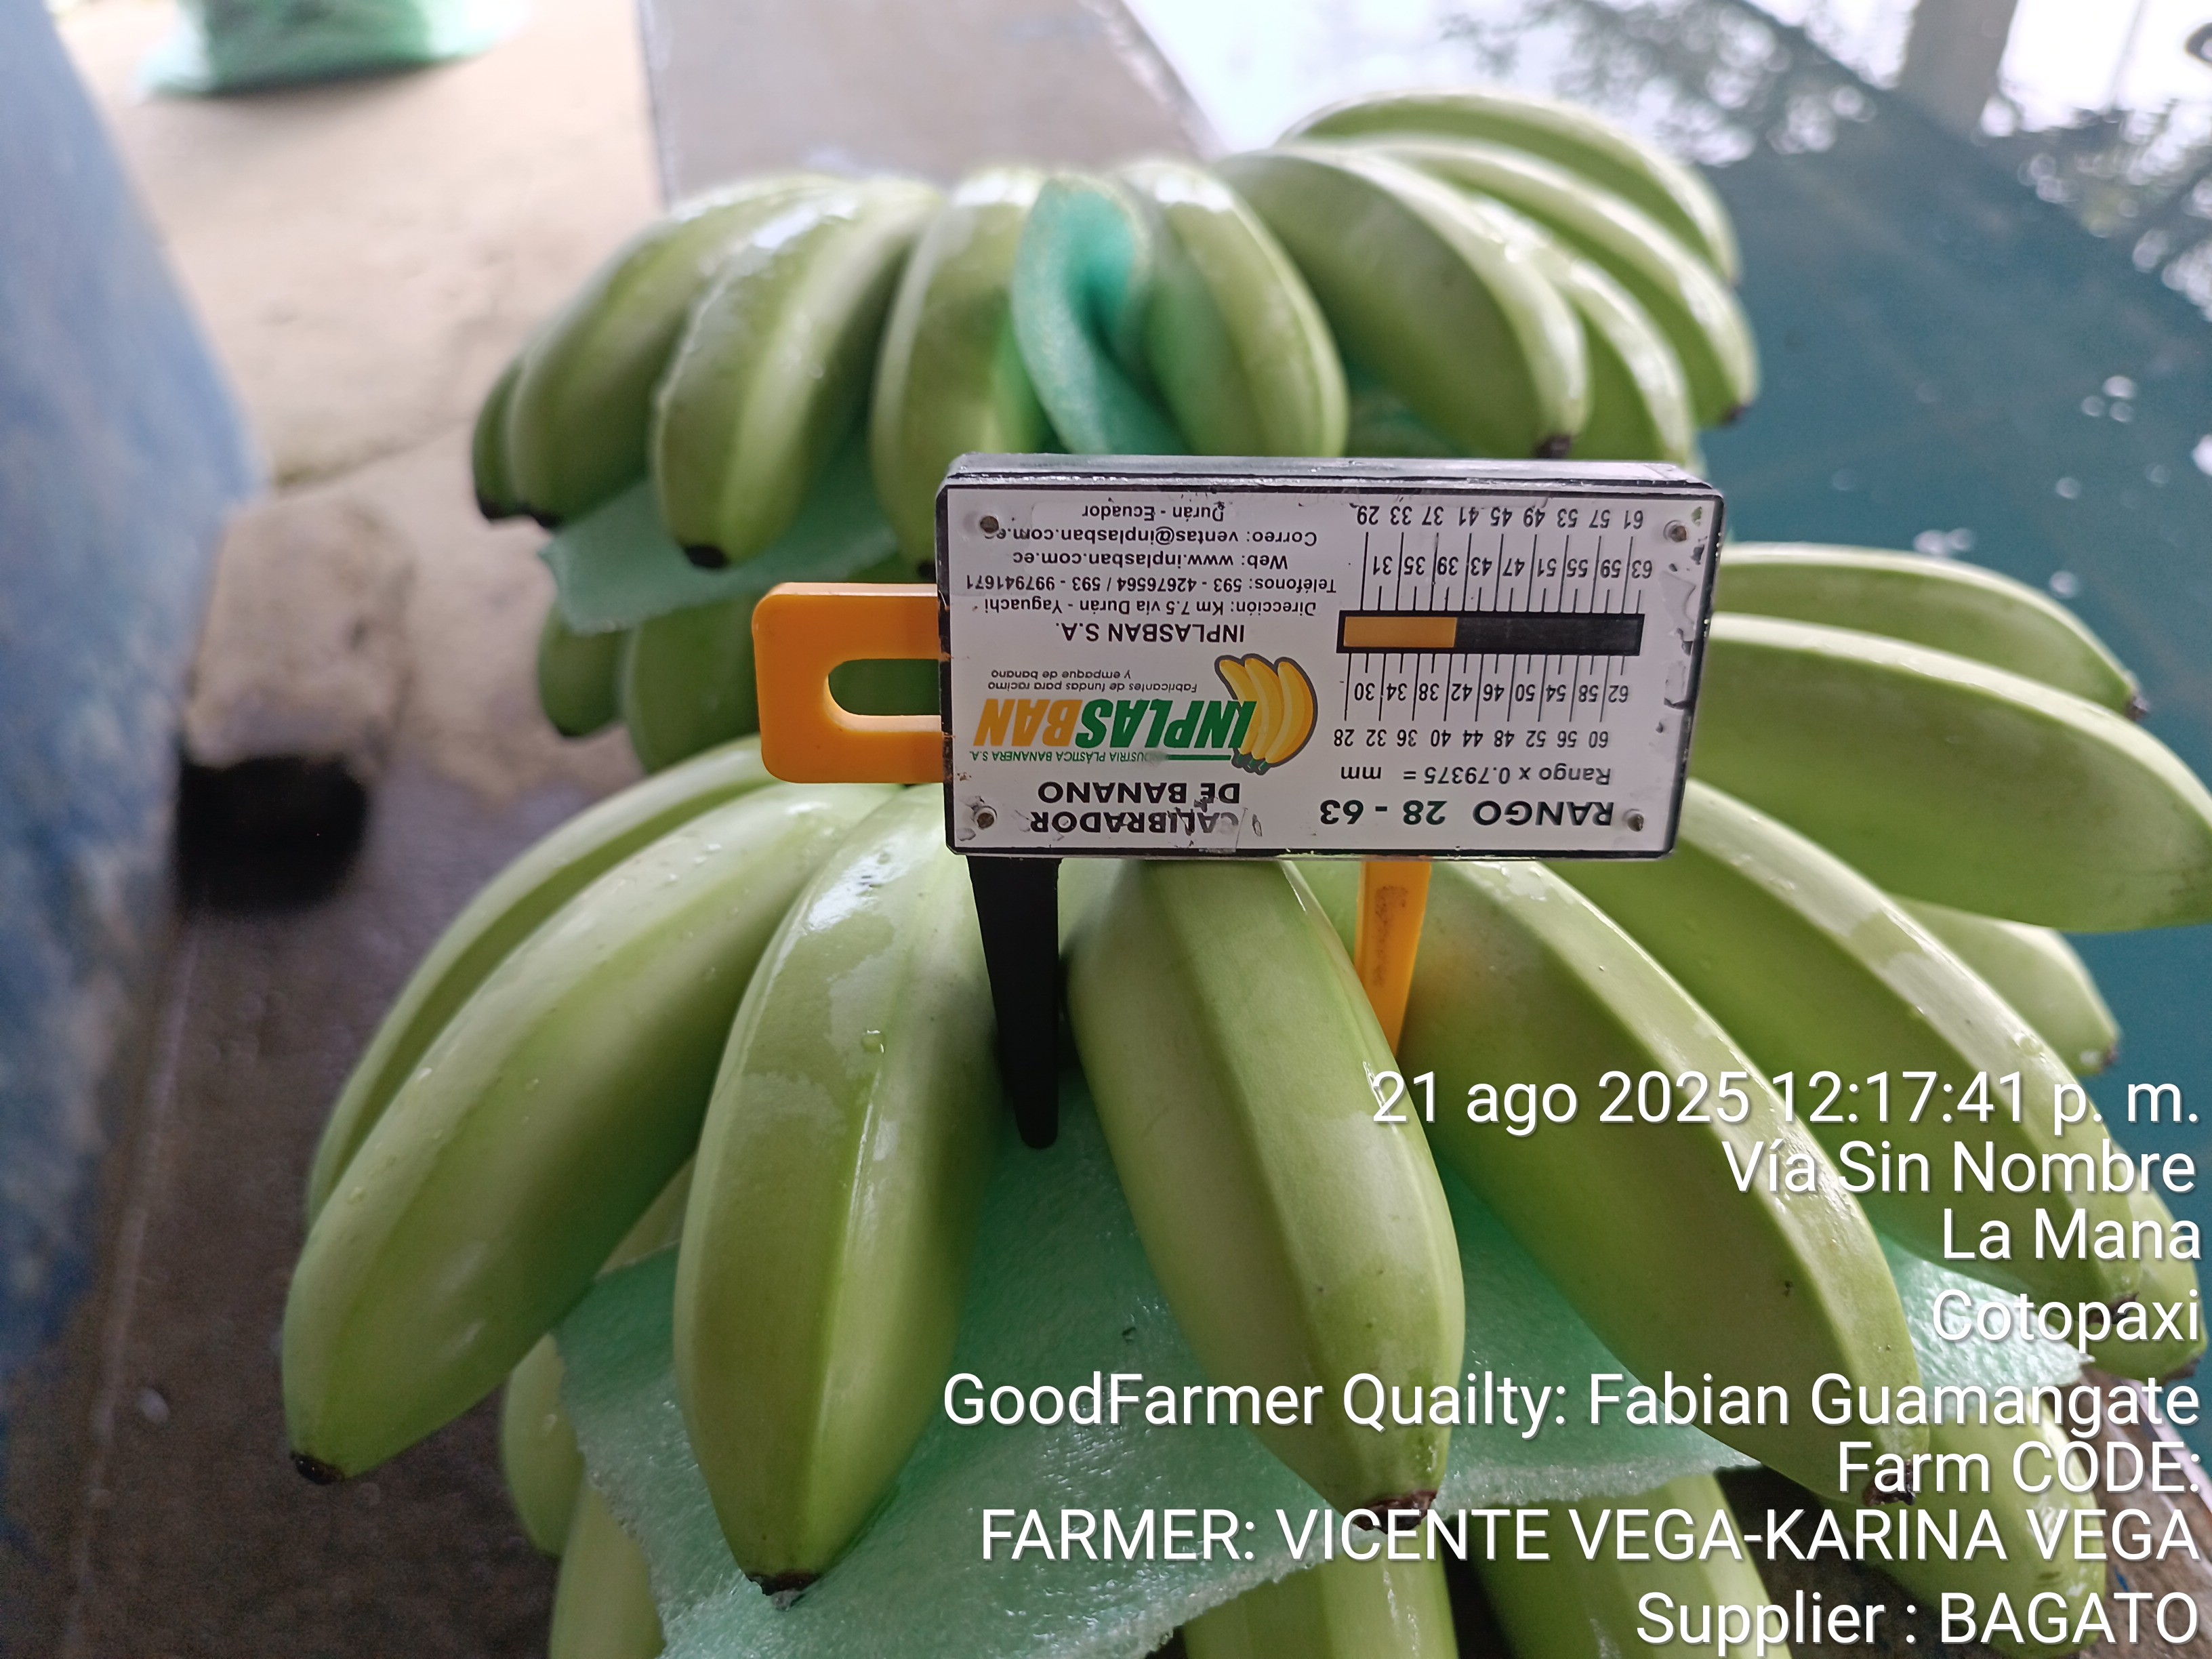 RANGO 28 - 63
Rango x 0.79375 = mm
60 56 52 48 44 40 36 32 28
62 58 54 50 46 42 38 34 30
63 59 55 51 47 43 39 35 31
61 57 53 49 45 41 37 33 29
CALIBRADOR
DE BANANO
INDUSTRIA PLÁSTICA BANANERA S.A.
INPLASBAN
Fabricantes de fundas para racimo
y empaque de banano
INPLASBAN S.A.
Dirección: Km 7.5 vía Durán - Yaguachi
Teléfonos: 593 - 42676564 / 593 - 997941671
Web: www.inplasban.com.ec
Correo: ventas@inplasban.com.ec
Durán - Ecuador
21 ago 2025 12:17:41 p. m.
Vía Sin Nombre
La Mana
Cotopaxi
GoodFarmer Quailty: Fabian Guamangate
Farm CODE:
FARMER: VICENTE VEGA-KARINA VEGA
Supplier : BAGATO